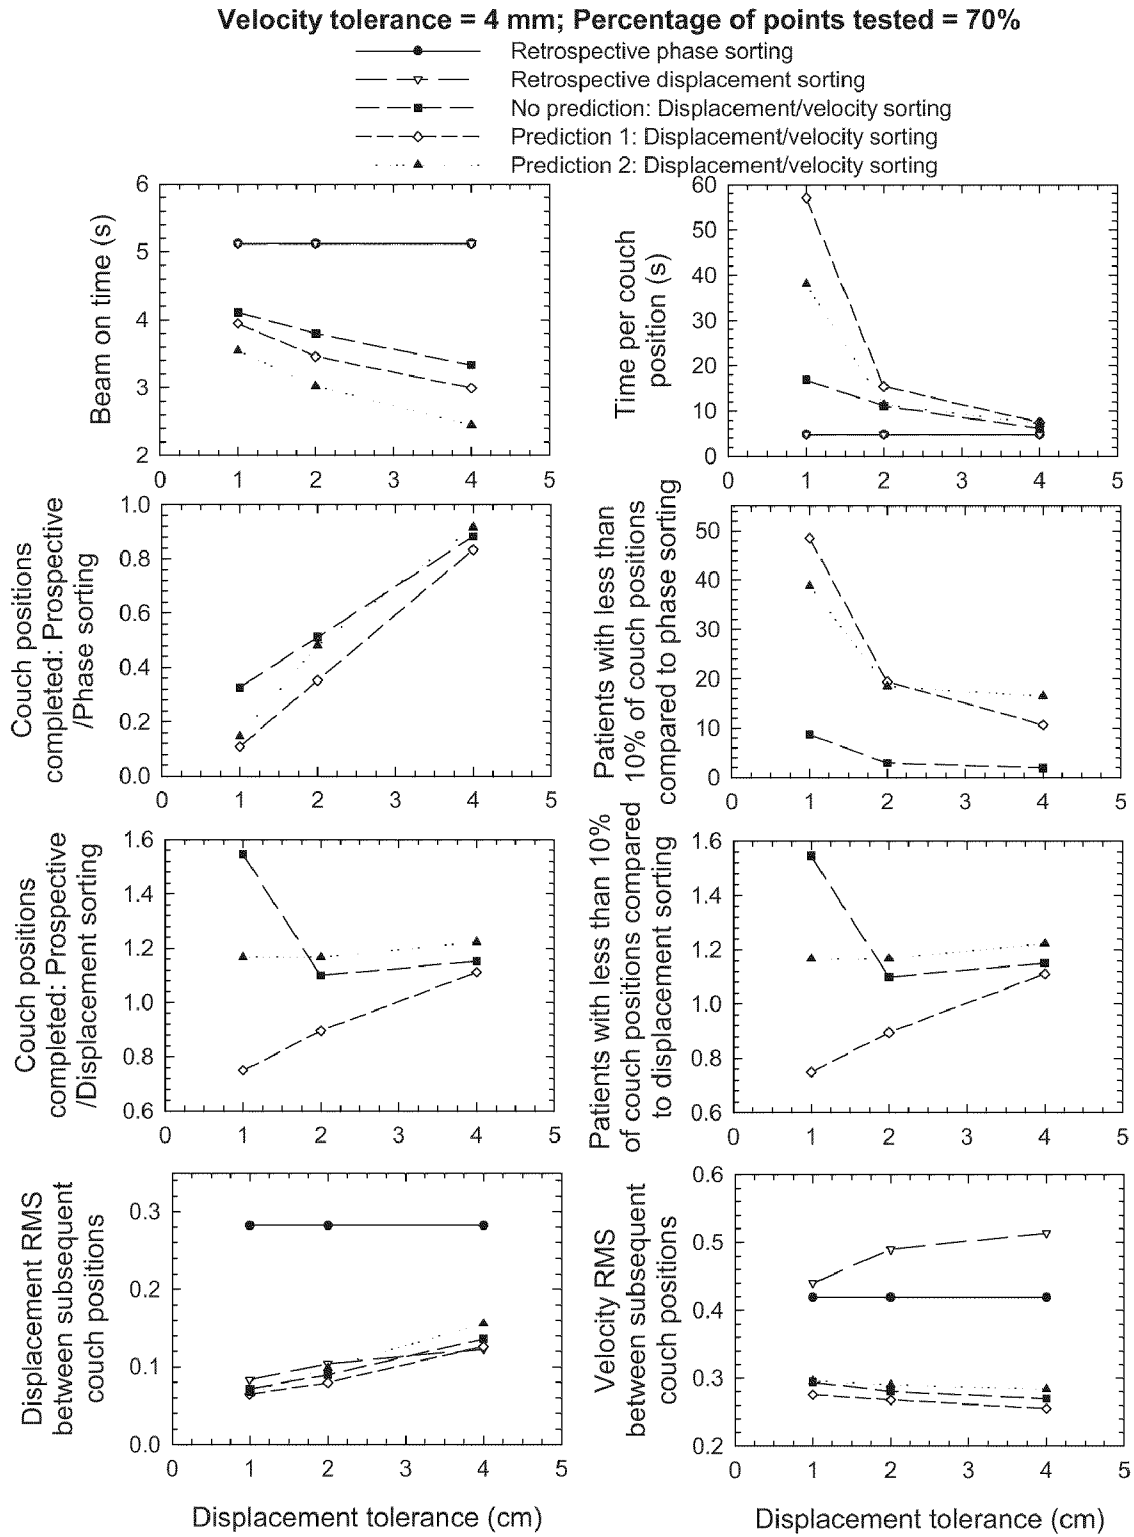 Velocity tolerance = 4 mm; Percentage of points tested = 70%
Retrospective phase sorting
Retrospective displacement sorting
No prediction: Displacement/velocity sorting
Prediction 1: Displacement/velocity sorting
Prediction 2: Displacement/velocity sorting
Beam on time (s)
6
5
4
3
2
0 1 2 3 4 5
Time per couch
position (s)
60
50
40
30
20
10
0
0 1 2 3 4 5
Couch positions
completed: Prospective
/Phase sorting
1.0
0.8
0.6
0.4
0.2
0.0
0 1 2 3 4 5
Patients with less than
10% of couch positions
compared to phase sorting
50
40
30
20
10
0
0 1 2 3 4 5
Couch positions
completed: Prospective
/Displacement sorting
1.6
1.4
1.2
1.0
0.8
0.6
0 1 2 3 4 5
Patients with less than 10%
of couch positions compared
to displacement sorting
1.6
1.4
1.2
1.0
0.8
0.6
0 1 2 3 4 5
Displacement RMS
between subsequent
couch positions
0.3
0.2
0.1
0.0
0 1 2 3 4 5
Displacement tolerance (cm)
Velocity RMS
between subsequent
couch positions
0.6
0.5
0.4
0.3
0.2
0 1 2 3 4 5
Displacement tolerance (cm)